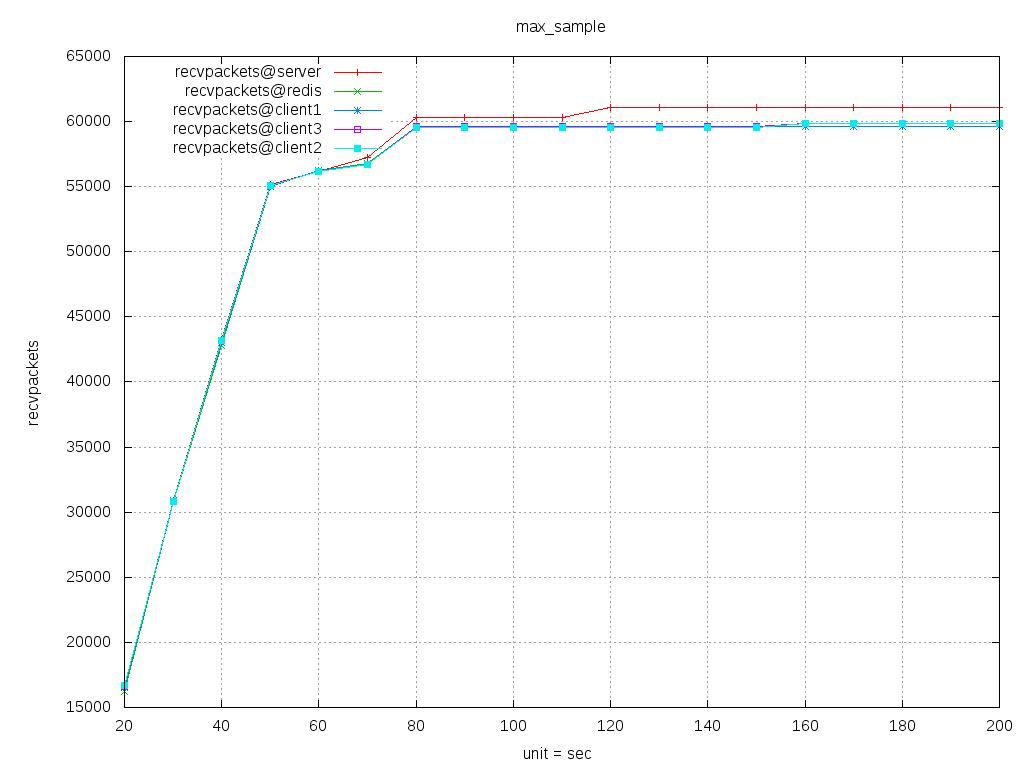 max_sample
65000
60000
55000
50000
45000
40000
35000
30000
25000
20000
15000
recvpackets
recvpackets@server
recvpackets@redis
recvpackets@client1
recvpackets@client3
recvpackets@client2
20 40 60 80 100 120 140 160 180 200
unit = sec